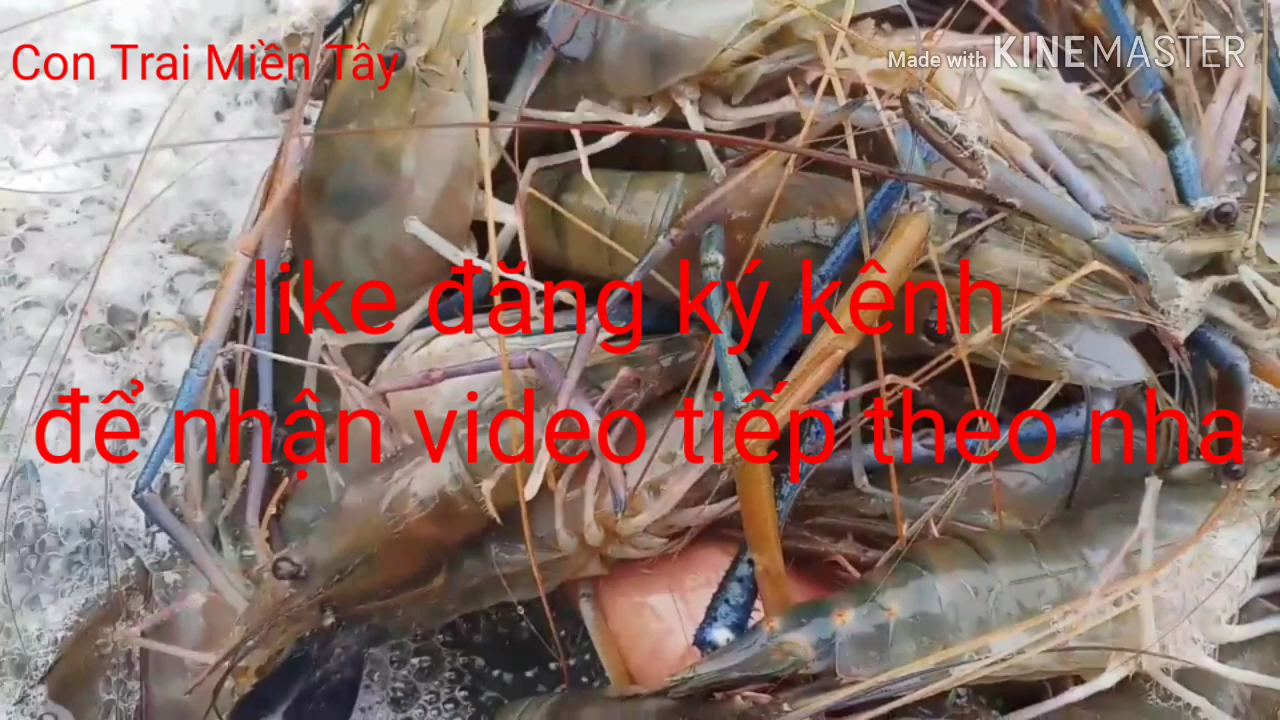 Con Trai Miền Tây
Made with KINEMASTER
like đăng ký kênh
để nhận video tiếp theo nha